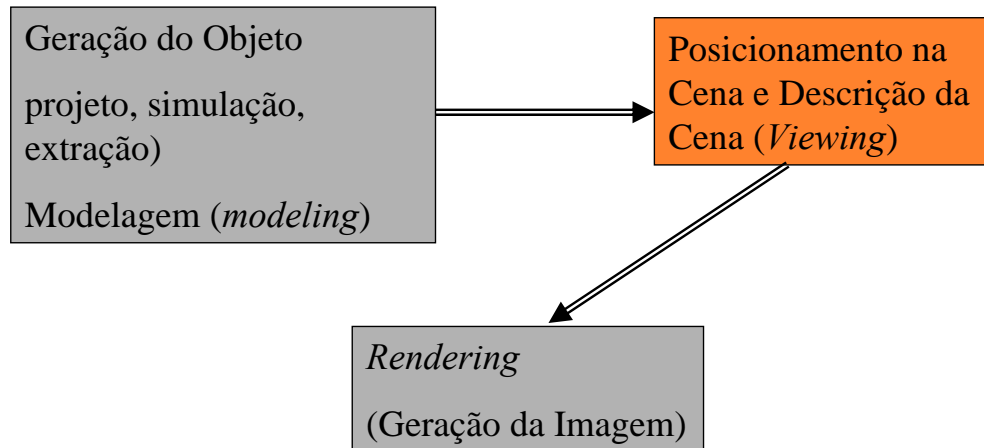 Geração do Objeto
projeto, simulação,
extração)
Modelagem (modeling)
Posicionamento na
Cena e Descrição da
Cena (Viewing)
Rendering
(Geração da Imagem)